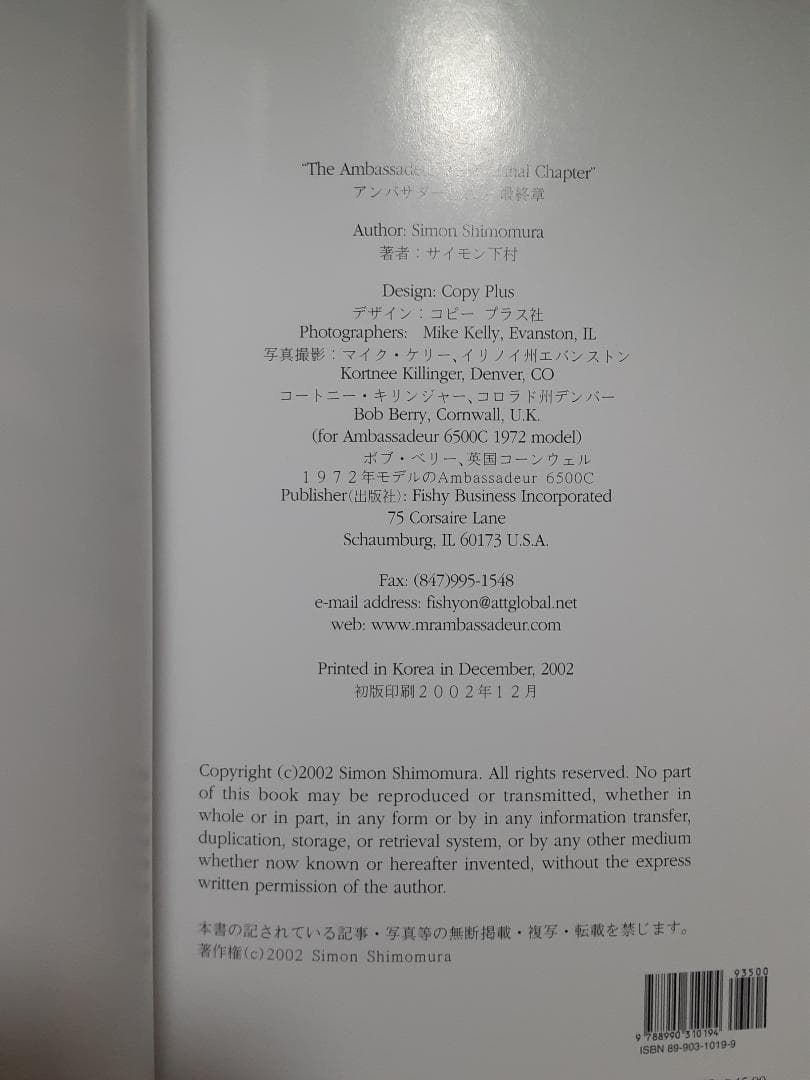 "The Ambassade Final Chapter"
アンバサダー 最終章
Author: Simon Shimomura
著者：サイモン下村
Design: Copy Plus
デザイン：コピー プラス社
Photographers: Mike Kelly, Evanston, IL
写真撮影：マイク・ケリー、イリノイ州エバンストン
Kortnee Killinger, Denver, CO
コートニー・キリンジャー、コロラド州デンバー
Bob Berry, Cornwall, U.K.
(for Ambassadeur 6500C 1972 model)
ボブ・ベリー、英国コーンウェル
１９７２年モデルのAmbassadeur 6500C
Publisher(出版社): Fishy Business Incorporated
75 Corsaire Lane
Schaumburg, IL 60173 U.S.A.
Fax: (847)995-1548
e-mail address: fishyon@attglobal.net
web: www.mrambassadeur.com
Printed in Korea in December, 2002
初版印刷２００２年１２月
Copyright (c)2002 Simon Shimomura. All rights reserved. No part
of this book may be reproduced or transmitted, whether in
whole or in part, in any form or by in any information transfer,
duplication, storage, or retrieval system, or by any other medium
whether now known or hereafter invented, without the express
written permission of the author.
本書の記されている記事・写真等の無断掲載・複写・転載を禁じます。
著作権(c)2002 Simon Shimomura
93500
9 788990 310194
ISBN 89-903-1019-9